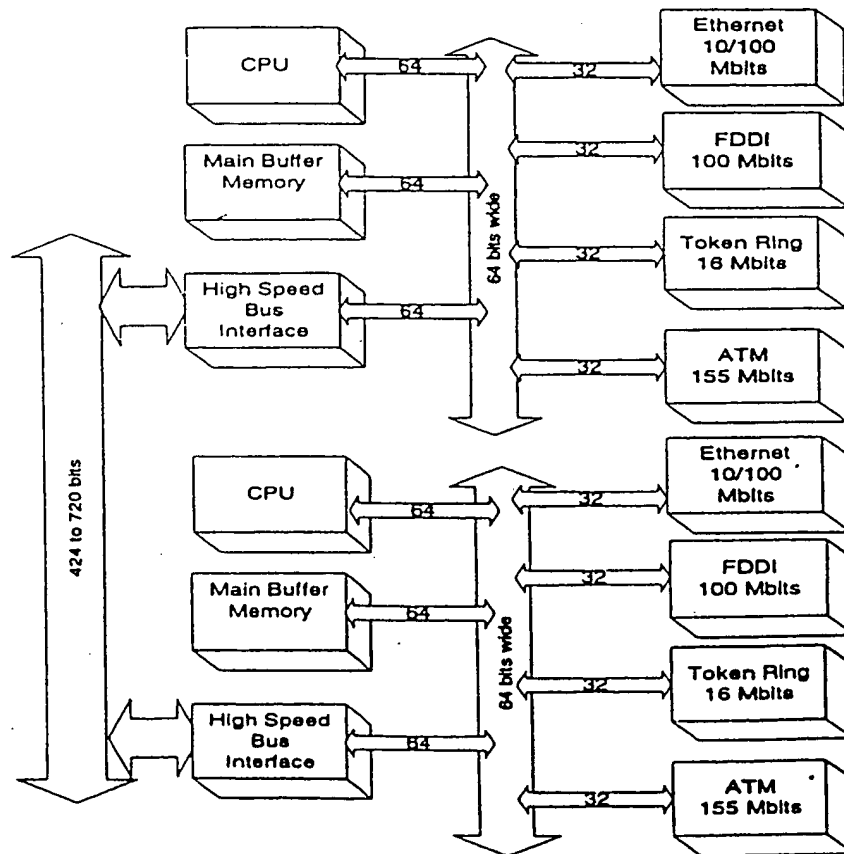 CPU
64
Ethernet
10/100
Mbits
32
Main Buffer
Memory
64
FDDI
100 Mbits
32
64 bits wide
High Speed
Bus
Interface
64
Token Ring
16 Mbits
32
ATM
155 Mbits
32
424 to 720 bits
CPU
64
Ethernet
10/100
Mbits
32
Main Buffer
Memory
64
FDDI
100 Mbits
32
64 bits wide
High Speed
Bus
Interface
64
Token Ring
16 Mbits
32
ATM
155 Mbits
32